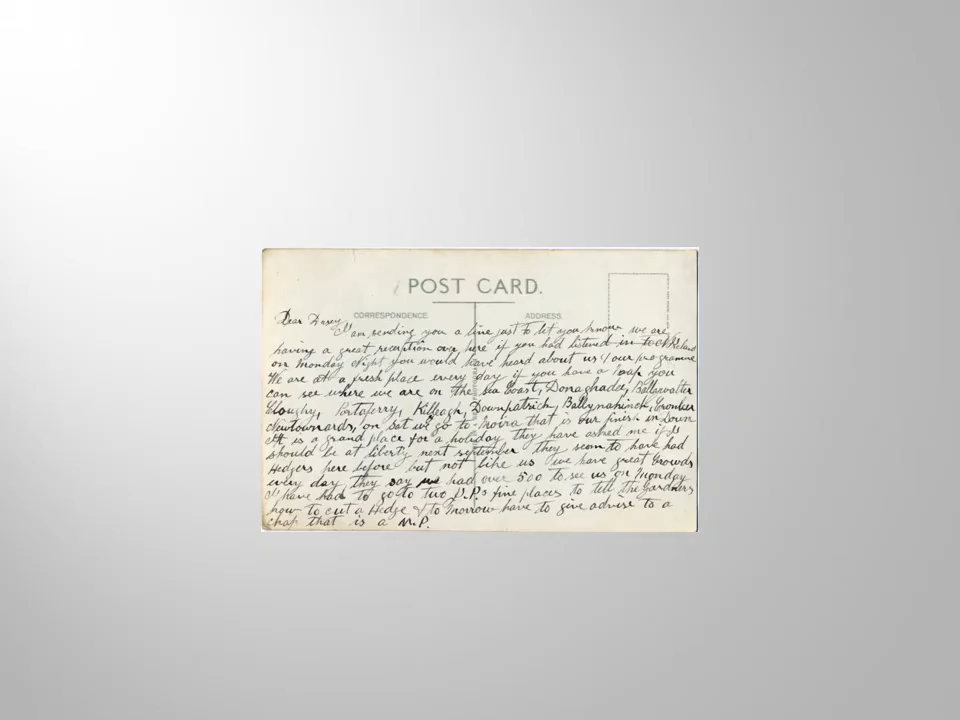 POST CARD.
CORRESPONDENCE. ADDRESS.
Dear
I am sending you a line just to let you know we are
having a great reception over here if you had listened in to N. Ireland
on Monday Night you would have heard about us & our programme
We are at a fresh place every day if you have a map you
can see where we are on the Sea Coast, Donaghadee, Ballywalter
Cloughy, Portaferry, Killeagh, Downpatrick, Ballynahinch,
Newtownards, on Sat we go to Moira that is our finish in Down
It is a grand place for a holiday they have asked me if I
should be at liberty next september they seem to have had
Hedgers here before but not like us we have great Crowds
every day they say we had over 500 to see us on Monday
I have had to go to two fine places to tell the Gardners
how to cut a Hedge & to Morrow have to give advise to a
chap that is a M.P.